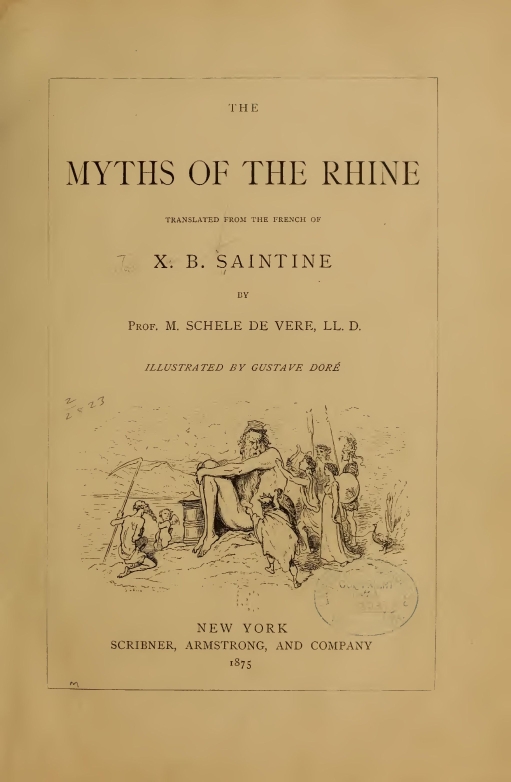 THE
MYTHS OF THE RHINE
TRANSLATED FROM THE FRENCH OF
X. B. SAINTINE
BY
PROF. M. SCHELE DE VERE, LL. D.
ILLUSTRATED BY GUSTAVE DORÉ
NEW YORK
SCRIBNER, ARMSTRONG, AND COMPANY
1875